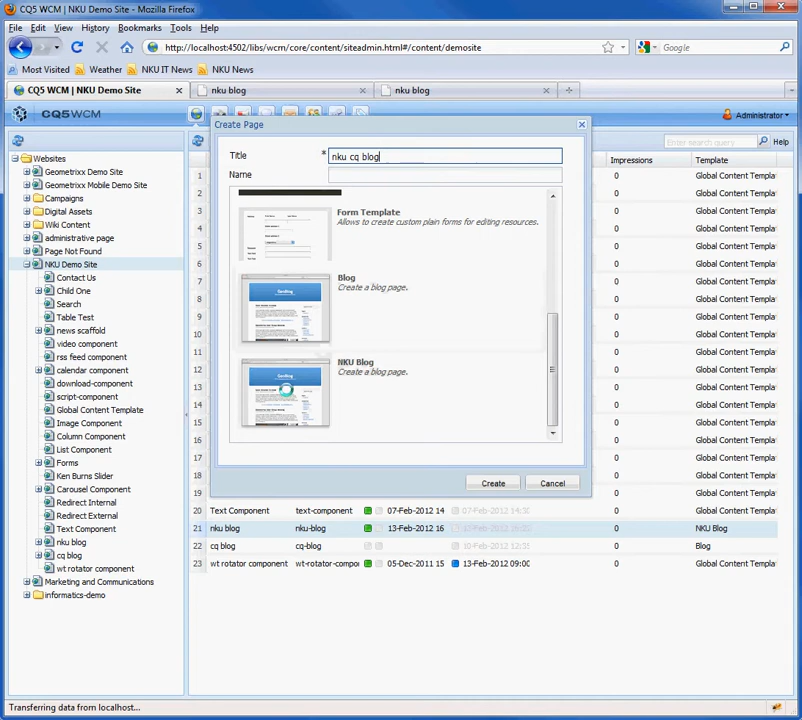 CQ5 WCM | NKU Demo Site - Mozilla Firefox
File Edit View History Bookmarks Tools Help
http://localhost:4502/libs/wcm/core/content/siteadmin.html#/content/demosite
Google
Most Visited Weather NKU IT News NKU News
CQ5 WCM | NKU Demo Site
nku blog
nku blog
CQ5WCM
Administrator
Create Page
Enter search query
Help
Title * nku cq blog
Name
Form Template
Allows to create custom plain forms for editing resources.
Blog
Create a blog page.
NKU Blog
Create a blog page.
Create
Cancel
Websites
Geometrixx Demo Site
Geometrixx Mobile Demo Site
Campaigns
Digital Assets
Wiki Content
administrative page
Page Not Found
NKU Demo Site
Contact Us
Child One
Search
Table Test
news scaffold
video component
rss feed component
calendar component
download-component
script-component
Global Content Template
Image Component
Column Component
List Component
Forms
Ken Burns Slider
Carousel Component
Redirect Internal
Redirect External
Text Component
nku blog
cq blog
wt rotator component
Marketing and Communications
informatics-demo
Impressions Template
1 0 Global Content Templa
2 0 Global Content Templa
3 0 Global Content Templa
4 0 Global Content Templa
5 0 Global Content Templa
6 0 Global Content Templa
7 0 Global Content Templa
8 0 Global Content Templa
9 0 Global Content Templa
10 0 Global Content Templa
11 0 Global Content Templa
12 0 Global Content Templa
13 0 Global Content Templa
14 0 Global Content Templa
15 0 Global Content Templa
16 0 Global Content Templa
17 0 Global Content Templa
18 0 Global Content Templa
19 0 Global Content Templa
20 Text Component text-component 07-Feb-2012 14 07-Feb-2012 14:30 0 Global Content Templa
21 nku blog nku-blog 13-Feb-2012 16 0 NKU Blog
22 cq blog cq-blog 10-Feb-2012 12:35 0 Blog
23 wt rotator component wt-rotator-compo 05-Dec-2011 15 13-Feb-2012 09:00 0 Global Content Templa
Transferring data from localhost...